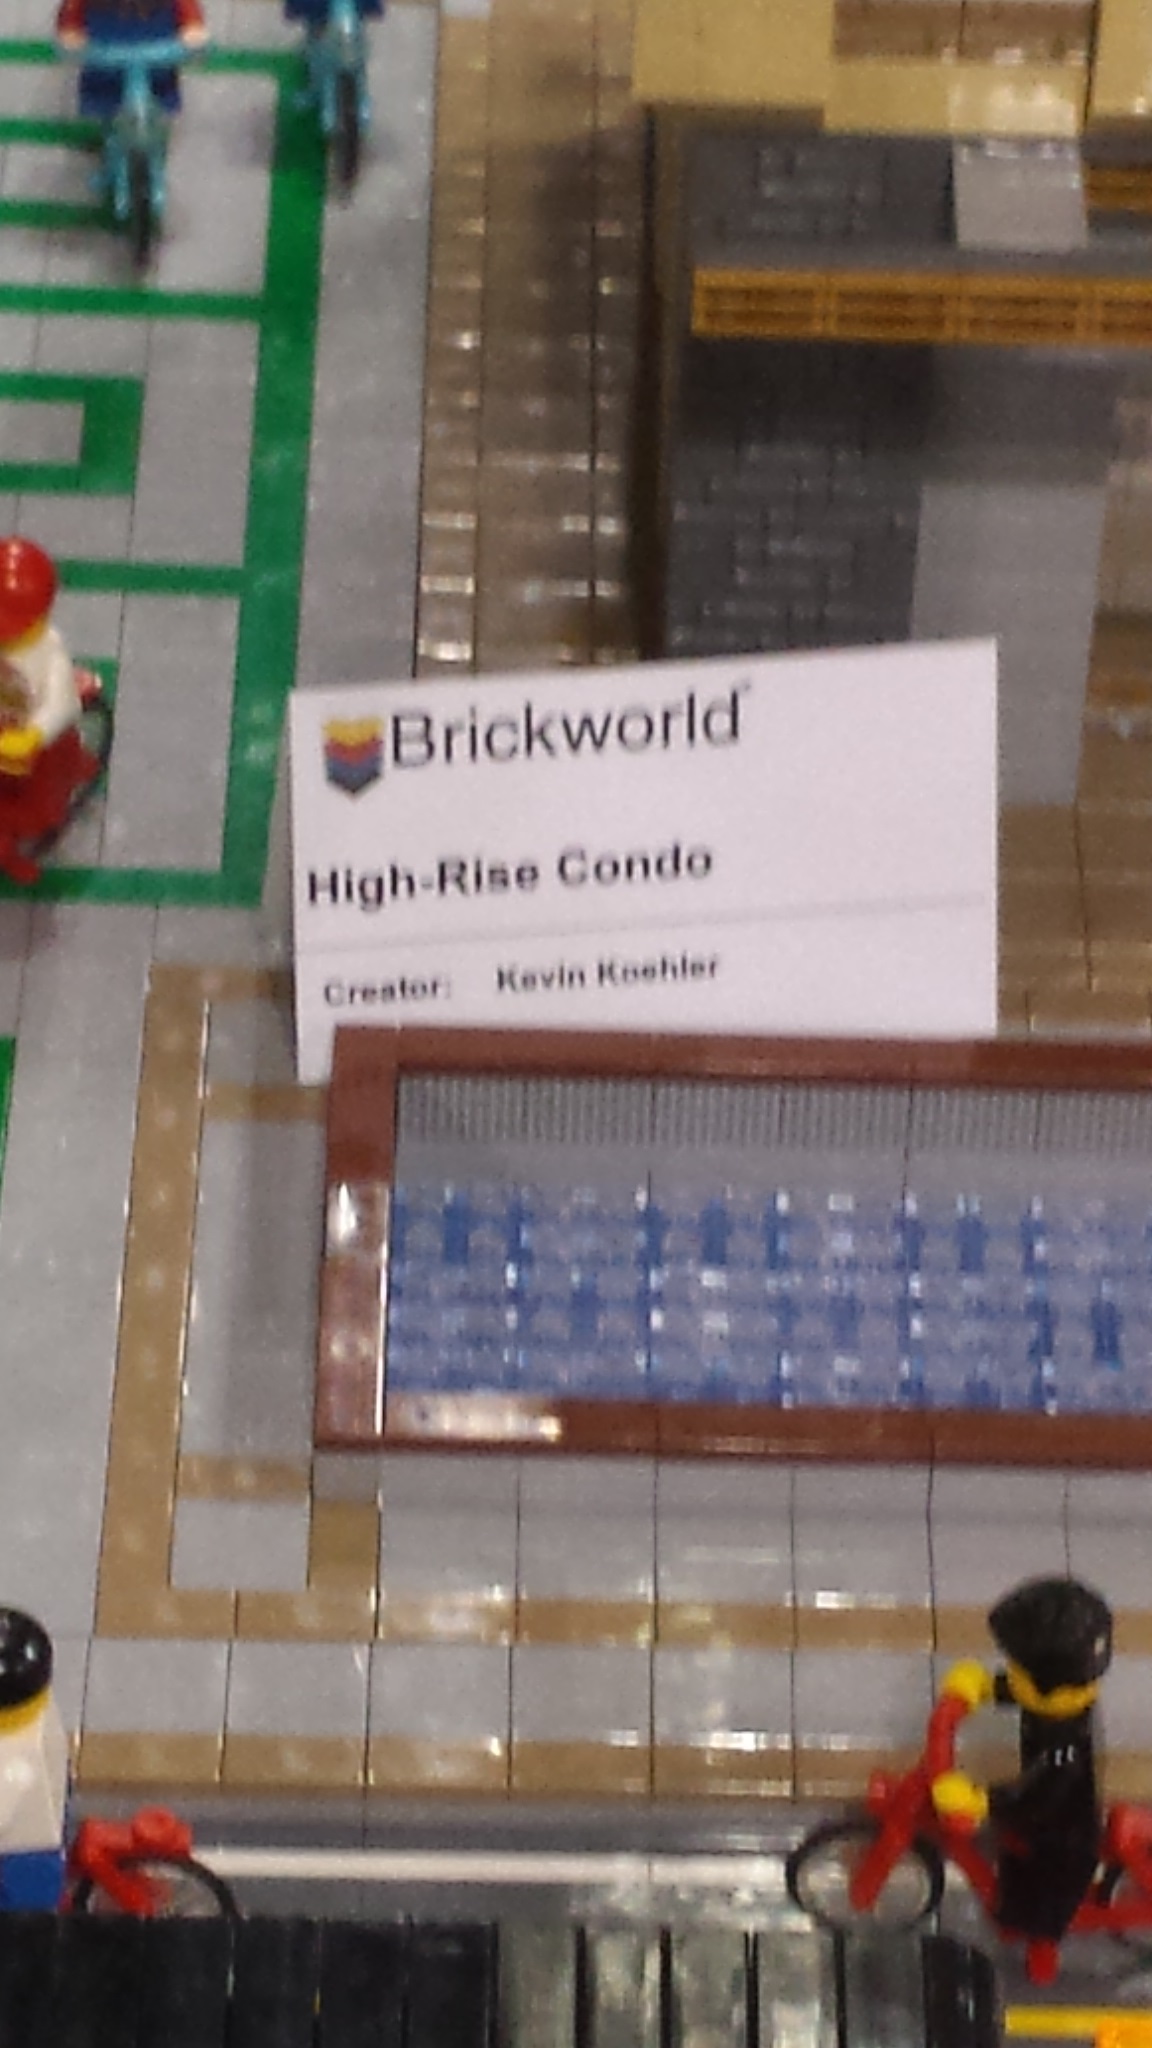 Brickworld
High-Rise Condo
Creator: Kevin Koehler